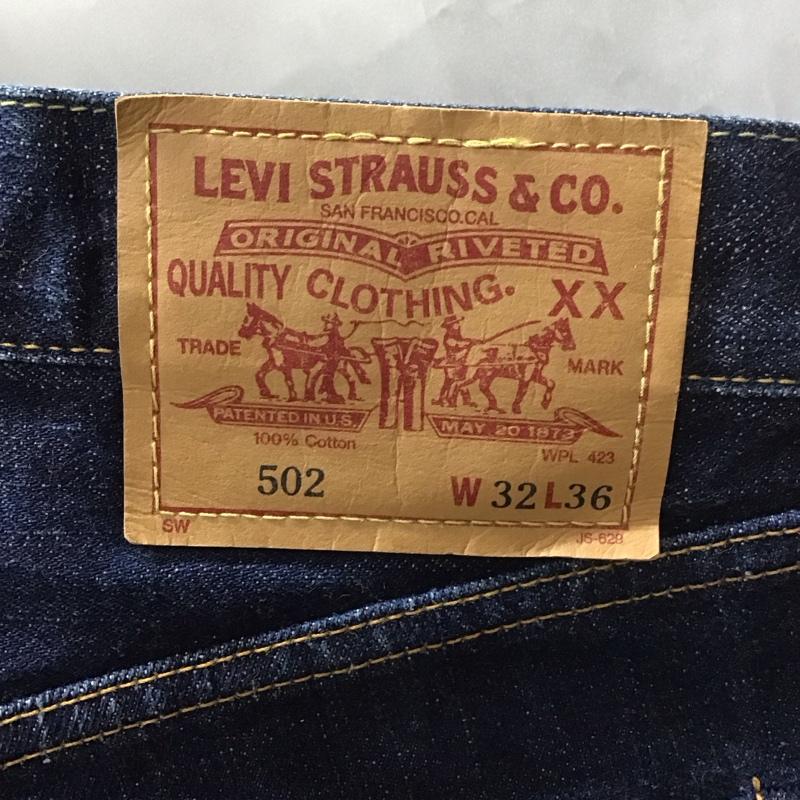 LEVI STRAUSS & CO.
SAN FRANCISCO.CAL
ORIGINAL RIVETED
QUALITY CLOTHING.
XX
TRADE MARK
PATENTED IN U.S. MAY 20 1873
100% Cotton
WPL 423
502 W 32 L 36
SW JS-629